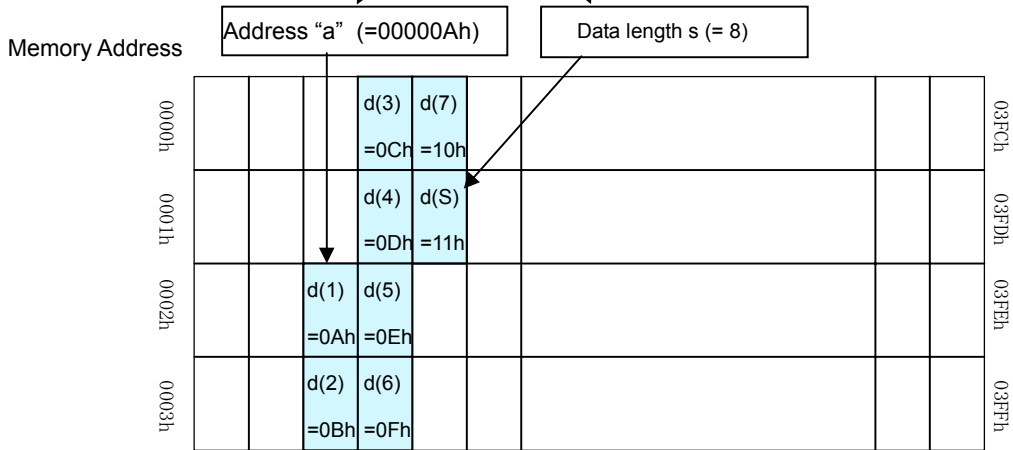 Address “a” (=00000Ah)
Data length s (= 8)
Memory Address
0000h
d(3)
=0Ch
d(7)
=10h
03FCh
0001h
d(4)
=0Dh
d(S)
=11h
03FDh
0002h
d(1)
=0Ah
d(5)
=0Eh
03FEh
0003h
d(2)
=0Bh
d(6)
=0Fh
03FFh